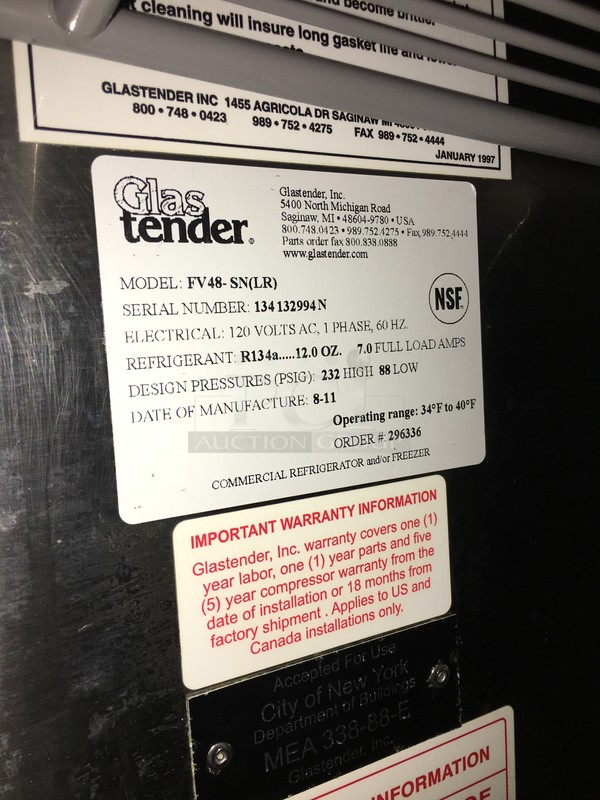 cleaning will insure long gasket life and
become brittle.
GLASTENDER INC 1455 AGRICOLA DR SAGINAW MI
800 • 748 • 0423 989 • 752 • 4275 FAX 989 • 752 • 4444
JANUARY 1997
Glas
tender®
Glastender, Inc.
5400 North Michigan Road
Saginaw, MI • 48604-9780 • USA
800.748.0423 • 989.752.4275 • Fax 989.752.4444
Parts order fax 800.838.0888
www.glastender.com
MODEL: FV48- SN(LR)
SERIAL NUMBER: 134132994N
NSF
ELECTRICAL: 120 VOLTS AC, 1 PHASE, 60 HZ.
REFRIGERANT: R134a.....12.0 OZ. 7.0 FULL LOAD AMPS
DESIGN PRESSURES (PSIG): 232 HIGH 88 LOW
DATE OF MANUFACTURE: 8-11
Operating range: 34°F to 40°F
AUCTION
ORDER #: 296336
COMMERCIAL REFRIGERATOR and/or FREEZER
IMPORTANT WARRANTY INFORMATION
Glastender, Inc. warranty covers one (1)
year labor, one (1) year parts and five
(5) year compressor warranty from the
date of installation or 18 months from
factory shipment . Applies to US and
Canada installations only.
Accepted For Use
City of New York
Department of Buildings
MEA 338-88-E
Glastender, Inc.
INFORMATION